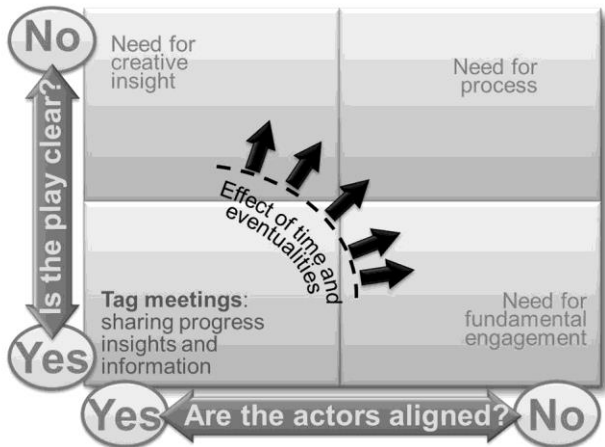 No
Need for
creative
insight
Need for
process
Is the play clear?
Effect of time and
eventualities
Tag meetings:
sharing progress
insights and
information
Need for
fundamental
engagement
Yes
Yes
Are the actors aligned?
No